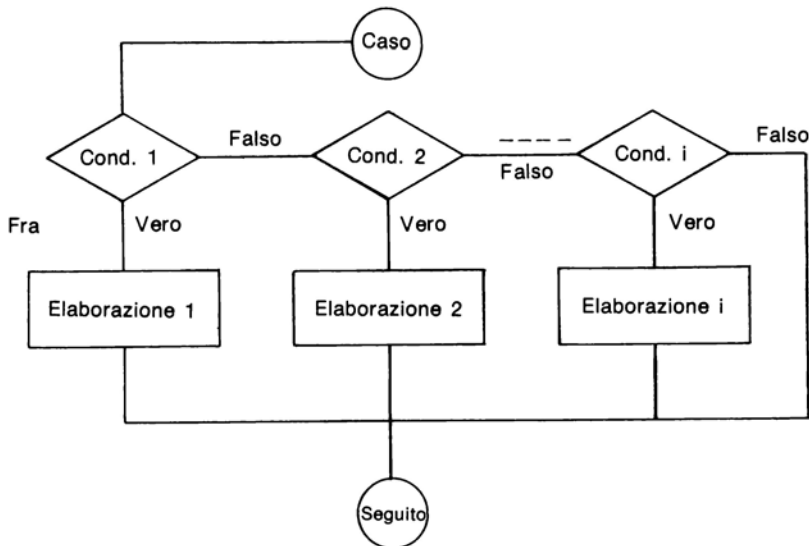 Caso
Falso
Falso
Cond. 1
Cond. 2
Cond. i
Falso
Fra
Vero
Vero
Vero
Elaborazione 1
Elaborazione 2
Elaborazione i
Seguito